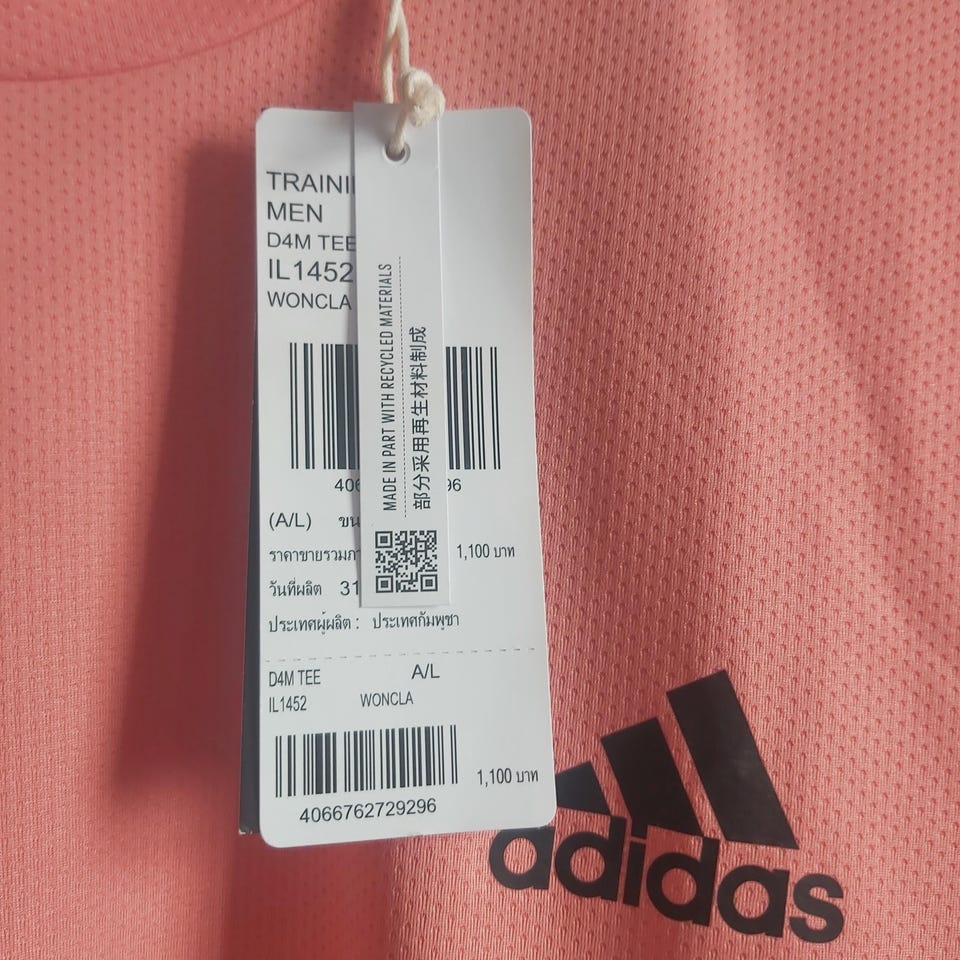 TRAINI
MEN
D4M TEE
IL1452
WONCLA
MADE IN PART WITH RECYCLED MATERIALS
部分采用再生材料制成
406
96
(A/L) ขน
ราคาขายรวมภา 1,100 บาท
วันที่ผลิต 31
ประเทศผู้ผลิต : ประเทศกัมพูชา
D4M TEE A/L
IL1452 WONCLA
1,100 บาท
4066762729296
adidas